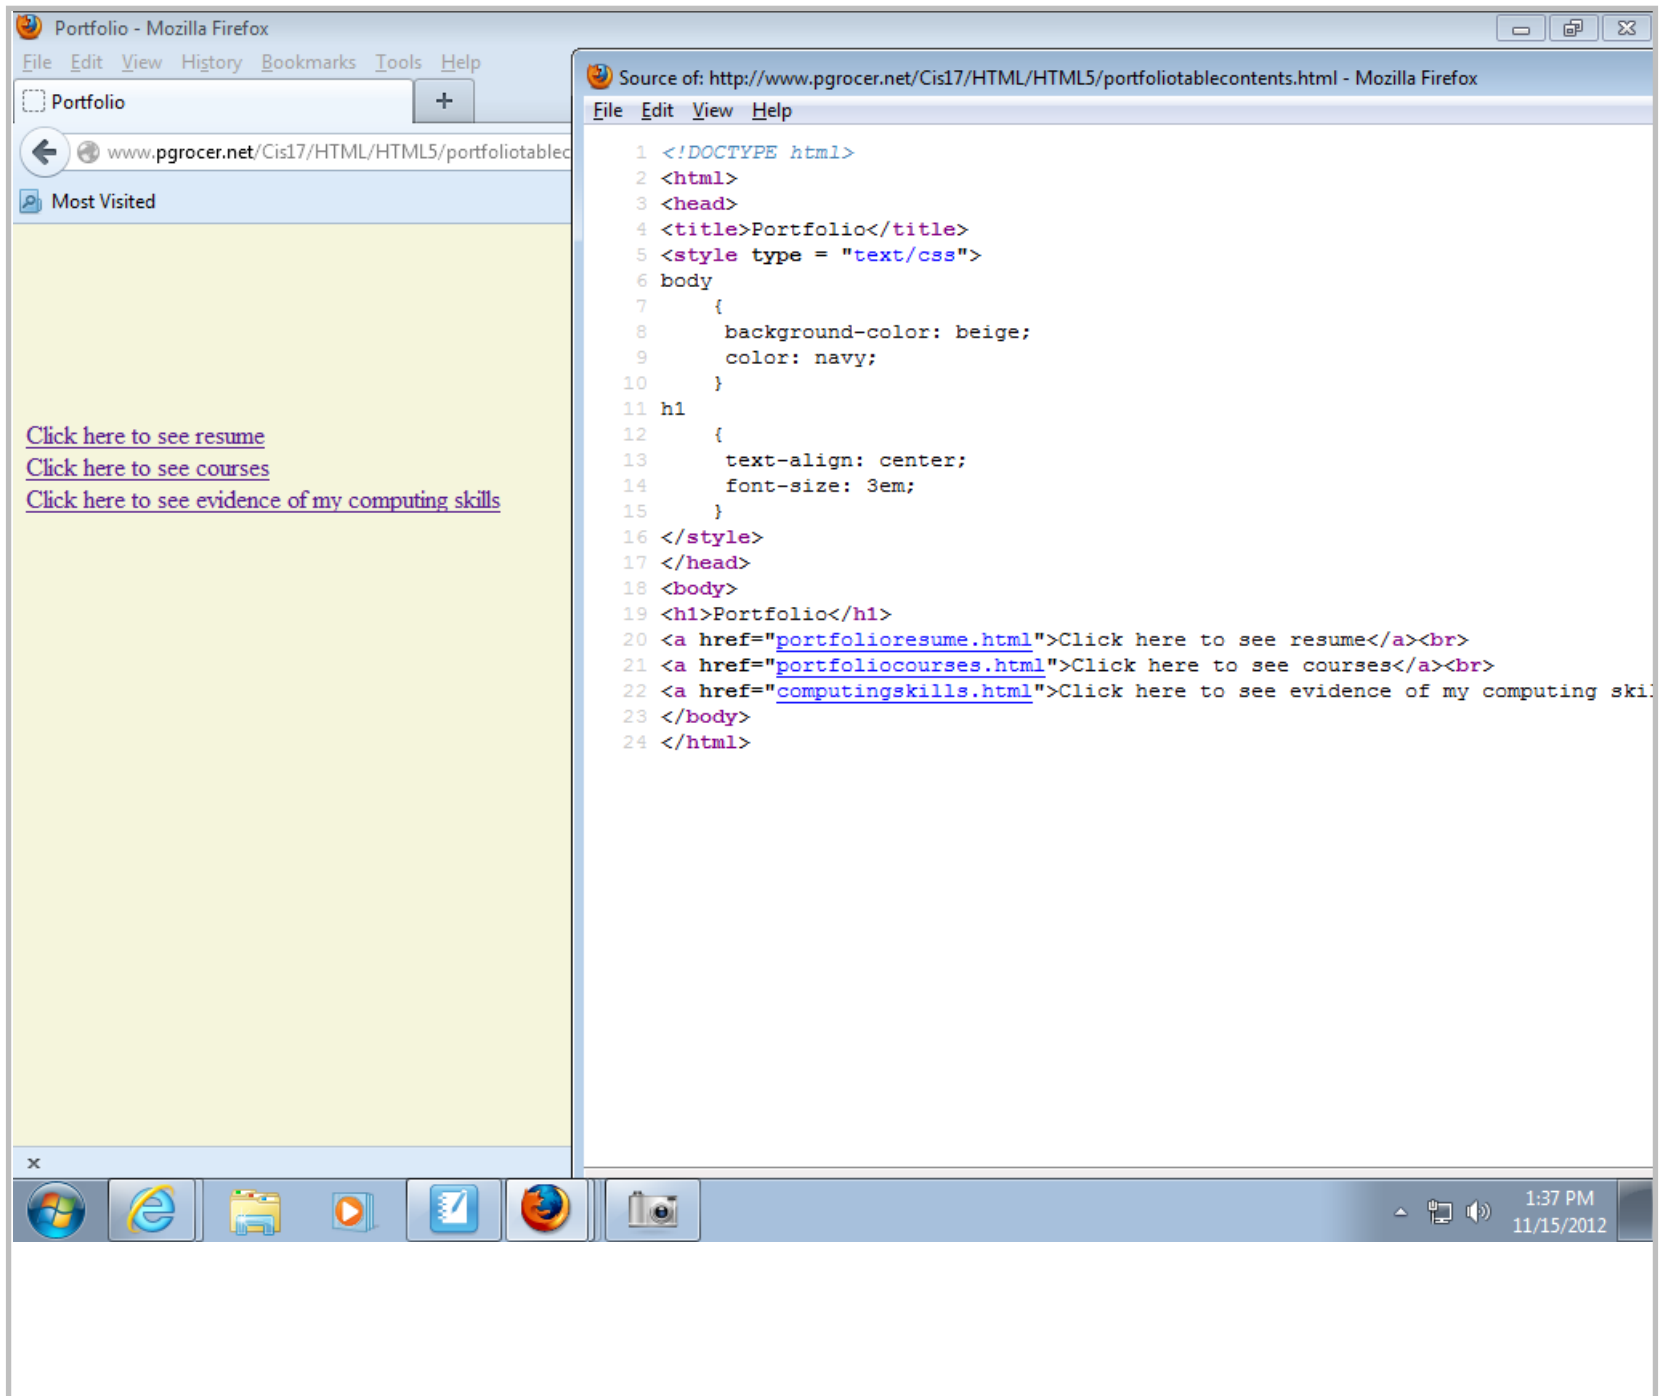 Portfolio - Mozilla Firefox
File Edit View History Bookmarks Tools Help
Portfolio +
www.pgrocer.net/Cis17/HTML/HTML5/portfoliotablec
Most Visited
Click here to see resume
Click here to see courses
Click here to see evidence of my computing skills
x
Source of: http://www.pgrocer.net/Cis17/HTML/HTML5/portfoliotablecontents.html - Mozilla Firefox
File Edit View Help
1 <!DOCTYPE html>
2 <html>
3 <head>
4 <title>Portfolio</title>
5 <style type = "text/css">
6 body
7 {
8 background-color: beige;
9 color: navy;
10 }
11 h1
12 {
13 text-align: center;
14 font-size: 3em;
15 }
16 </style>
17 </head>
18 <body>
19 <h1>Portfolio</h1>
20 <a href="portfolioresume.html">Click here to see resume</a><br>
21 <a href="portfoliocourses.html">Click here to see courses</a><br>
22 <a href="computingskills.html">Click here to see evidence of my computing skil
23 </body>
24 </html>
1:37 PM
11/15/2012